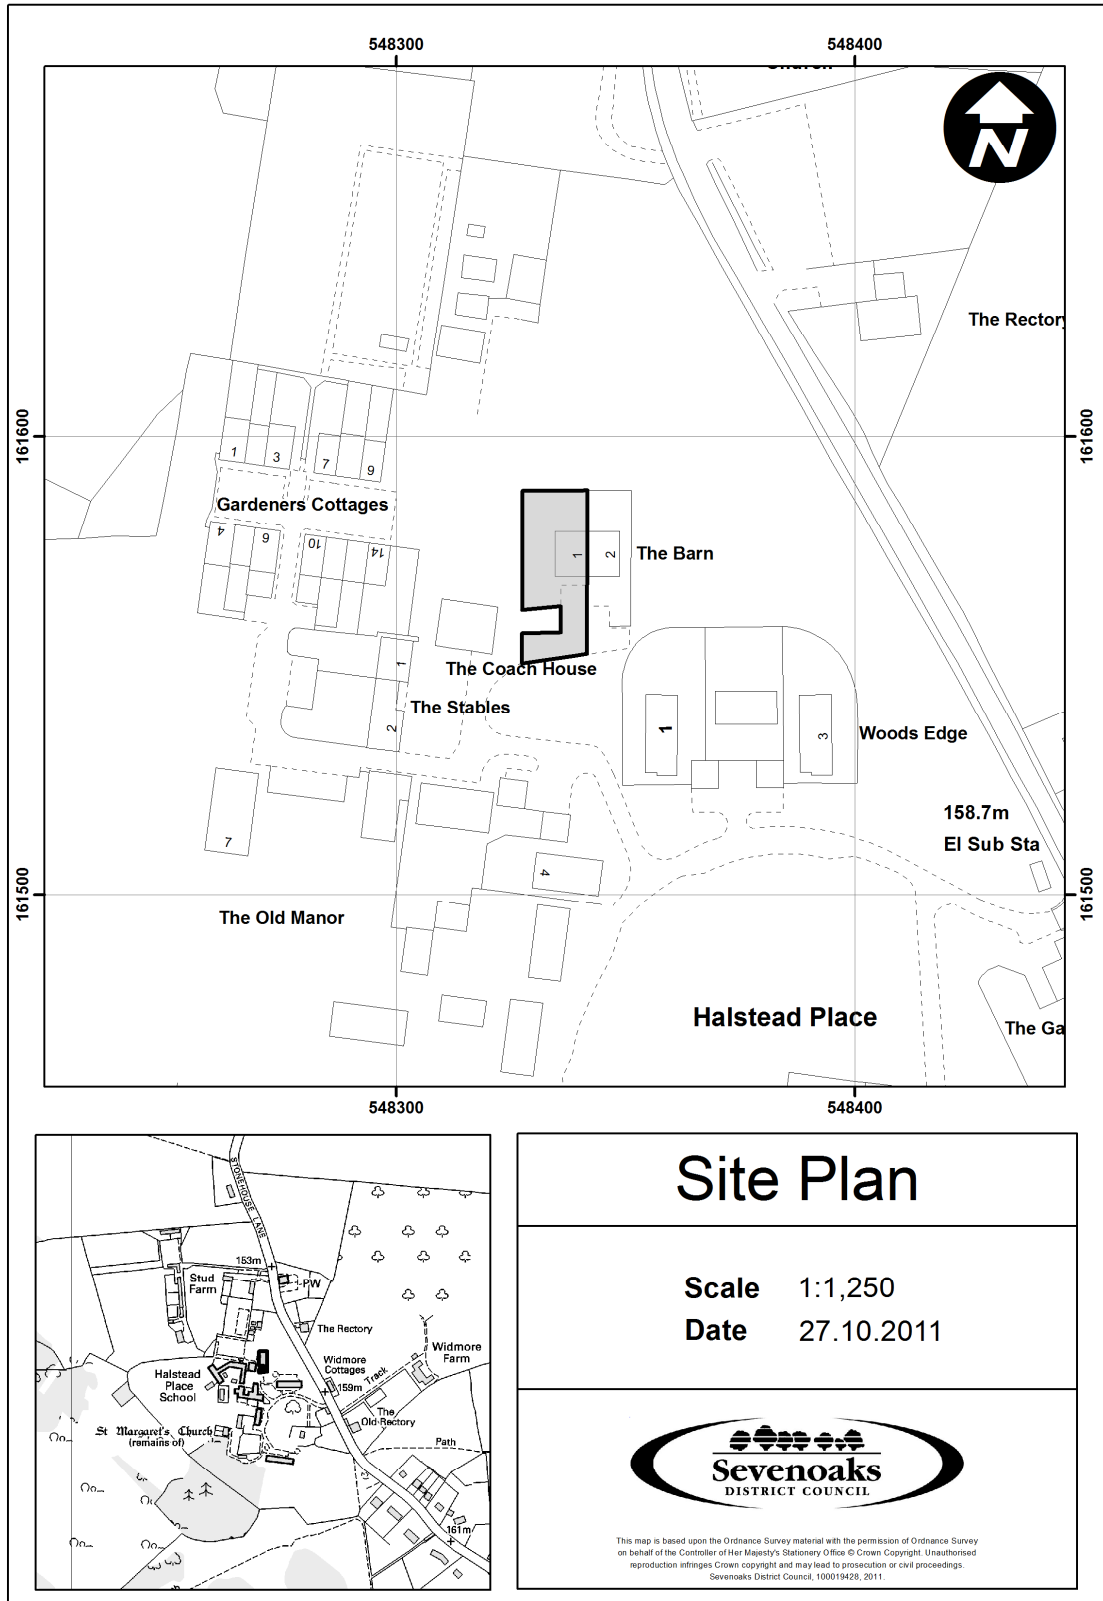 548300
548400
Church
N
The Rectory
161600
161600
1
3
7
9
Gardeners Cottages
4
6
10
14
1
2
The Barn
The Coach House
1
The Stables
2
1
3
Woods Edge
7
4
158.7m
El Sub Sta
161500
161500
The Old Manor
Halstead Place
The Ga
548300
548400
STONEHOUSE LANE
153m
PW
Stud
Farm
The Rectory
Widmore
Cottages
Widmore
Farm
Track
159m
Halstead
Place
School
The
Old Rectory
St Margaret's Church
(remains of)
Path
161m
Site Plan
Scale 1:1,250
Date 27.10.2011
Sevenoaks
DISTRICT COUNCIL
This map is based upon the Ordnance Survey material with the permission of Ordnance Survey
on behalf of the Controller of Her Majesty's Stationery Office © Crown Copyright. Unauthorised
reproduction infringes Crown copyright and may lead to prosecution or civil proceedings.
Sevenoaks District Council, 100019428, 2011.